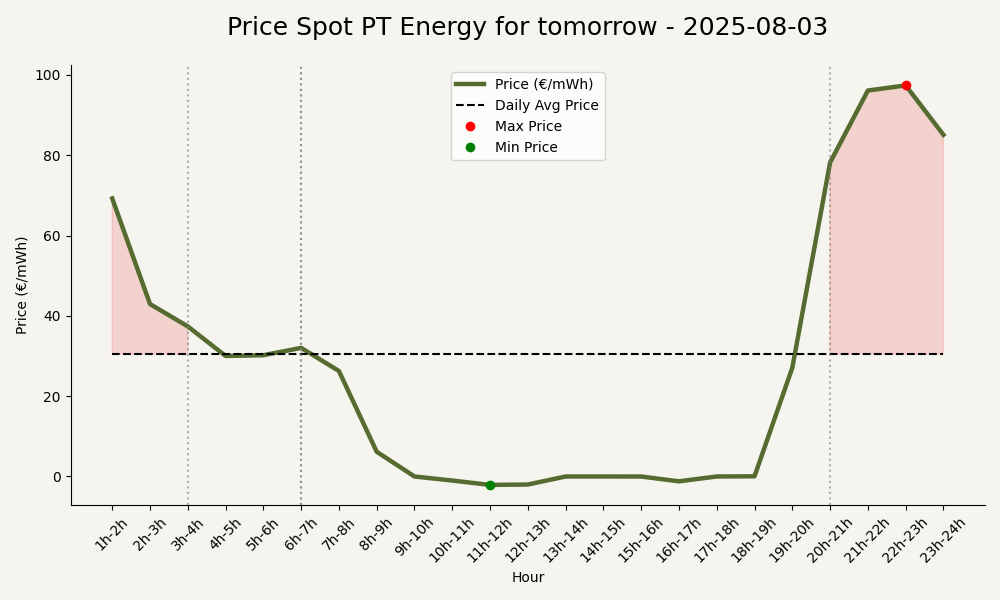 Price Spot PT Energy for tomorrow - 2025-08-03
Price (€/mWh)
Daily Avg Price
Max Price
Min Price
Price (€/mWh)
100
80
60
40
20
0
1h-2h
2h-3h
3h-4h
4h-5h
5h-6h
6h-7h
7h-8h
8h-9h
9h-10h
10h-11h
11h-12h
12h-13h
13h-14h
14h-15h
15h-16h
16h-17h
17h-18h
18h-19h
19h-20h
20h-21h
21h-22h
22h-23h
23h-24h
Hour